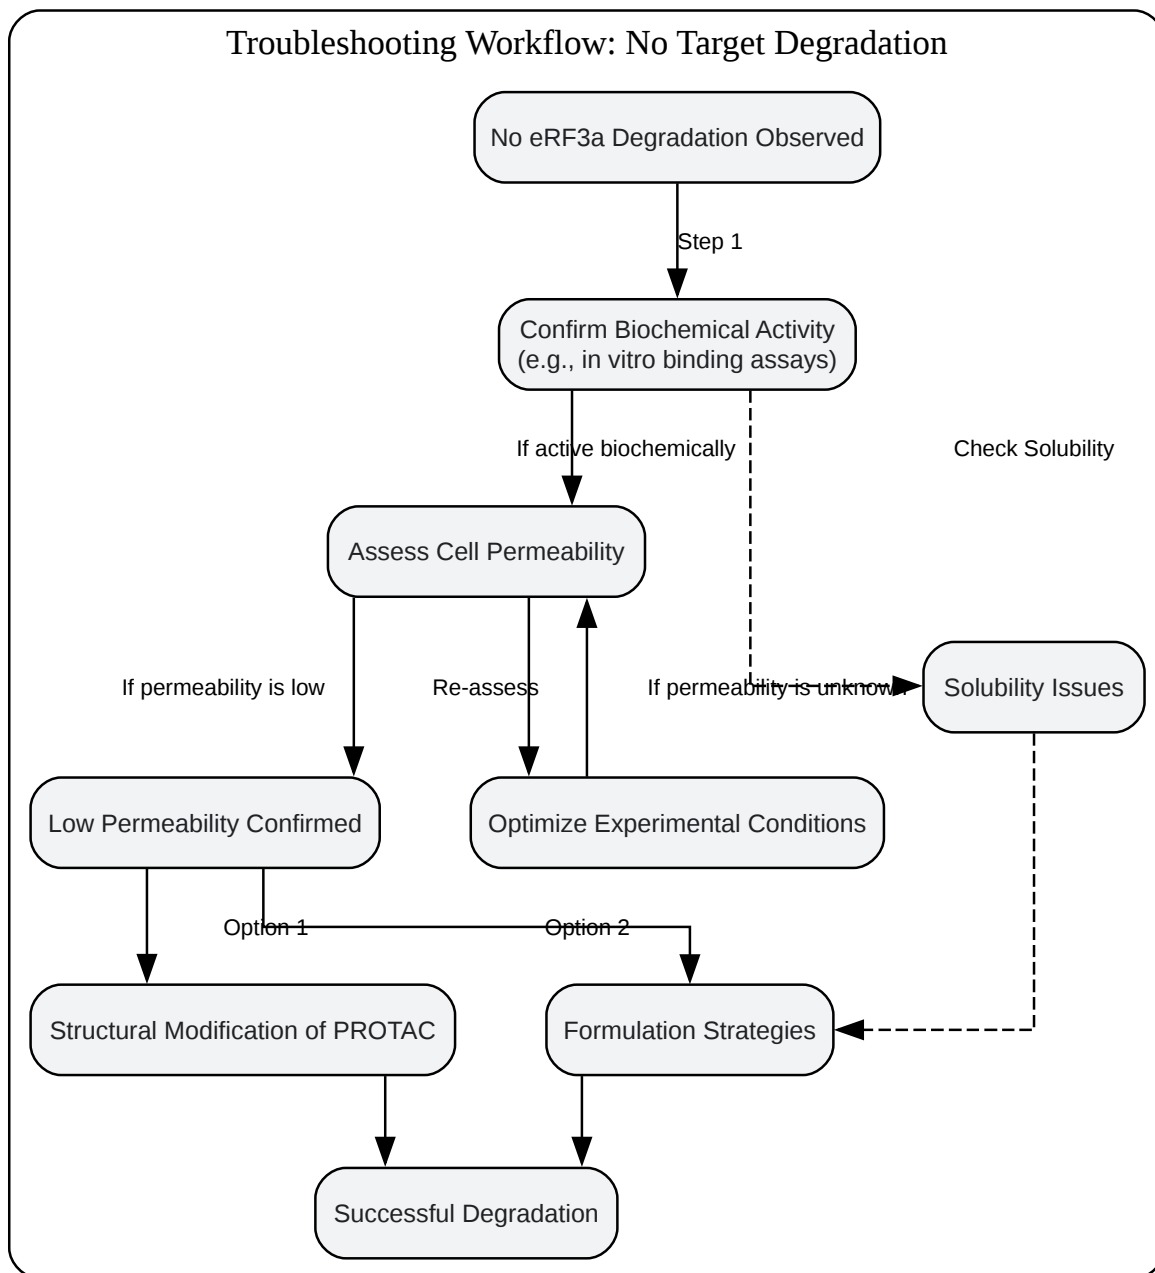 Troubleshooting Workflow: No Target Degradation
No eRF3a Degradation Observed
Step 1
Confirm Biochemical Activity
(e.g., in vitro binding assays)
If active biochemically
Check Solubility
Assess Cell Permeability
If permeability is low
Re-assess
If permeability is unknown
Solubility Issues
Low Permeability Confirmed
Optimize Experimental Conditions
Option 1
Option 2
Structural Modification of PROTAC
Formulation Strategies
Successful Degradation